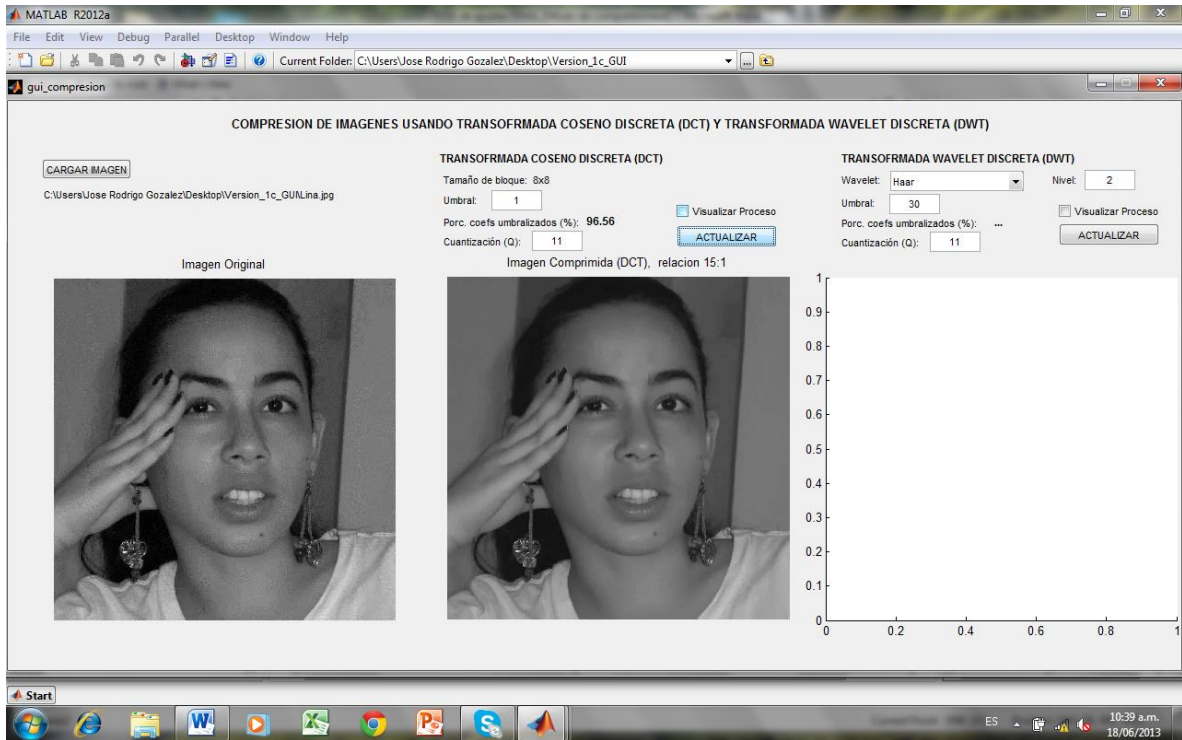 MATLAB R2012a
File Edit View Debug Parallel Desktop Window Help
Current Folder: C:\Users\Jose Rodrigo Gozalez\Desktop\Version_1c_GUI
gui_compresion
COMPRESION DE IMAGENES USANDO TRANSOFRMADA COSENO DISCRETA (DCT) Y TRANSFORMADA WAVELET DISCRETA (DWT)
CARGAR IMAGEN
C:\Users\Jose Rodrigo Gozalez\Desktop\Version_1c_GUI\Lina.jpg
TRANSOFRMADA COSENO DISCRETA (DCT)
Tamaño de bloque: 8x8
Umbral: 1
Visualizar Proceso
Porc. coefs umbralizados (%): 96.56
Cuantización (Q): 11
ACTUALIZAR
TRANSOFRMADA WAVELET DISCRETA (DWT)
Wavelet: Haar Nivel: 2
Umbral: 30
Visualizar Proceso
Porc. coefs umbralizados (%): ...
Cuantización (Q): 11
ACTUALIZAR
Imagen Original
Imagen Comprimida (DCT), relacion 15:1
1
0.9
0.8
0.7
0.6
0.5
0.4
0.3
0.2
0.1
0
0 0.2 0.4 0.6 0.8 1
Start
ES
10:39 a.m.
18/06/2013